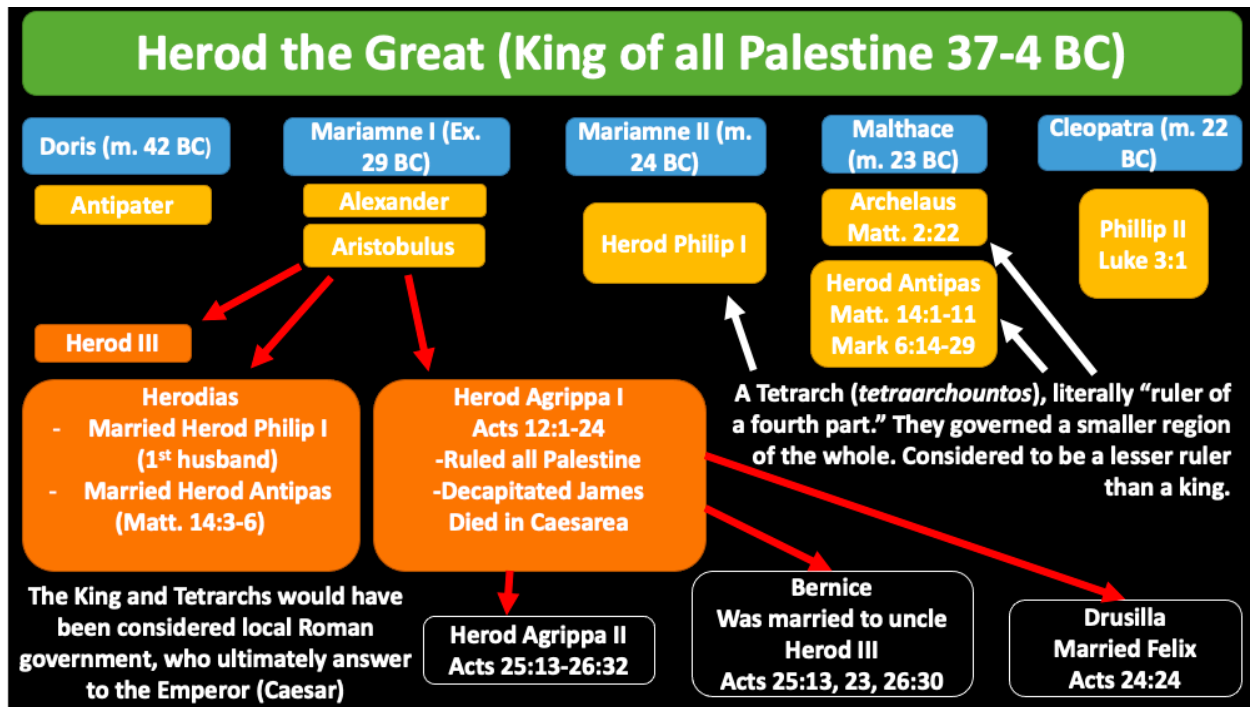 Herod the Great (King of all Palestine 37-4 BC)
Doris (m. 42 BC)
Mariamne I (Ex.
29 BC)
Mariamne II (m.
24 BC)
Malthace
(m. 23 BC)
Cleopatra (m. 22
BC)
Antipater
Alexander
Aristobulus
Herod Philip I
Archelaus
Matt. 2:22
Herod Antipas
Matt. 14:1-11
Mark 6:14-29
Phillip II
Luke 3:1
Herod III
Herodias
- Married Herod Philip I
(1st husband)
- Married Herod Antipas
(Matt. 14:3-6)
Herod Agrippa I
Acts 12:1-24
-Ruled all Palestine
-Decapitated James
Died in Caesarea
A Tetrarch (tetraarchountos), literally “ruler of
a fourth part.” They governed a smaller region
of the whole. Considered to be a lesser ruler
than a king.
The King and Tetrarchs would have
been considered local Roman
government, who ultimately answer
to the Emperor (Caesar)
Herod Agrippa II
Acts 25:13-26:32
Bernice
Was married to uncle
Herod III
Acts 25:13, 23, 26:30
Drusilla
Married Felix
Acts 24:24